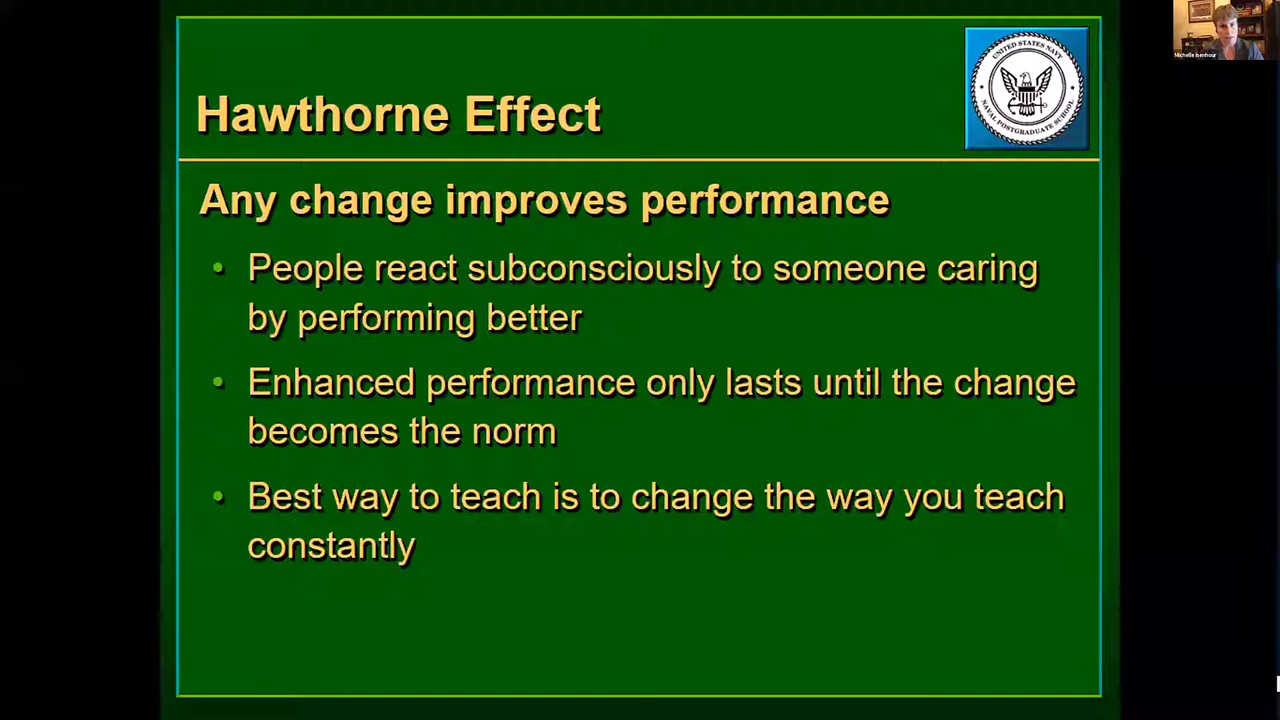 Hawthorne Effect
UNITED STATES NAVY
NAVAL POSTGRADUATE SCHOOL
Michelle Isenhour
Any change improves performance
• People react subconsciously to someone caring
by performing better
• Enhanced performance only lasts until the change
becomes the norm
• Best way to teach is to change the way you teach
constantly